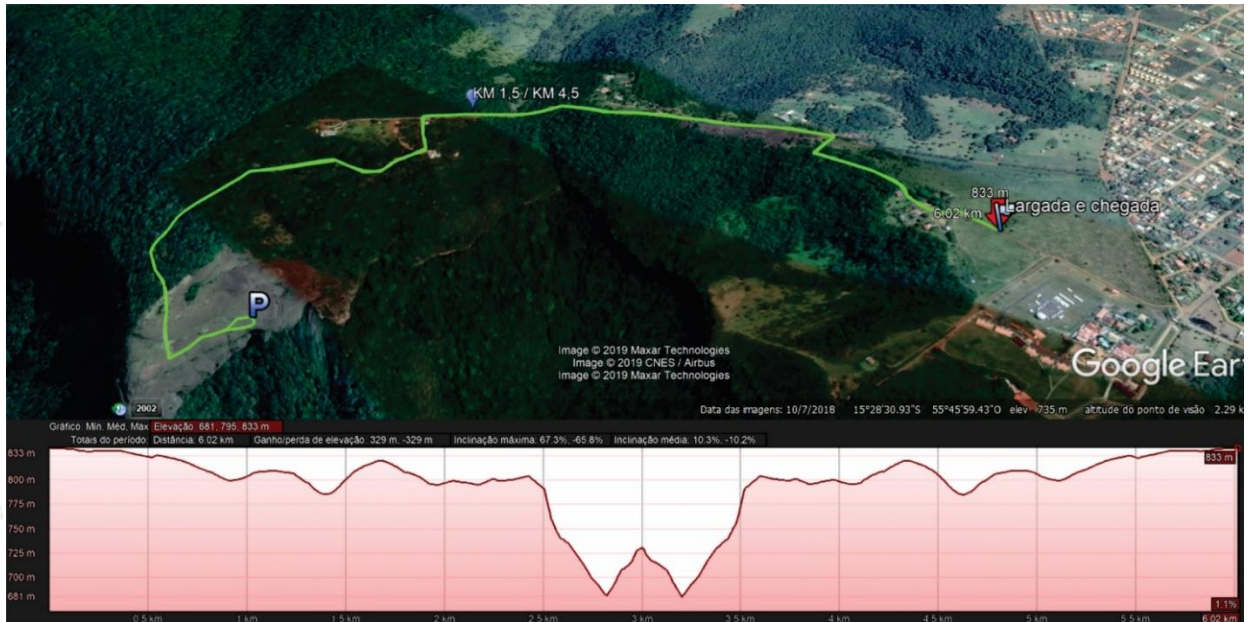 KM 1,5 / KM 4,5
833 m
Largada e chegada
6.02 km
P
Image © 2019 Maxar Technologies
Image © 2019 CNES / Airbus
Image © 2019 Maxar Technologies
Google Eart
2002
Data das imagens: 10/7/2018 15°28'30.93"S 55°45'59.43"O elev 735 m altitude do ponto de visão 2.29 k
Gráfico: Mín, Méd, Máx Elevação: 681, 795, 833 m
Totais do período: Distância: 6.02 km Ganho/perda de elevação: 329 m, -329 m Inclinação máxima: 67.3%, -65.8% Inclinação média: 10.3%, -10.2%
833 m
833 m
800 m
775 m
750 m
725 m
700 m
681 m
1.1%
0.5 km 1 km 1.5 km 2 km 2.5 km 3 km 3.5 km 4 km 4.5 km 5 km 5.5 km 6.02 km